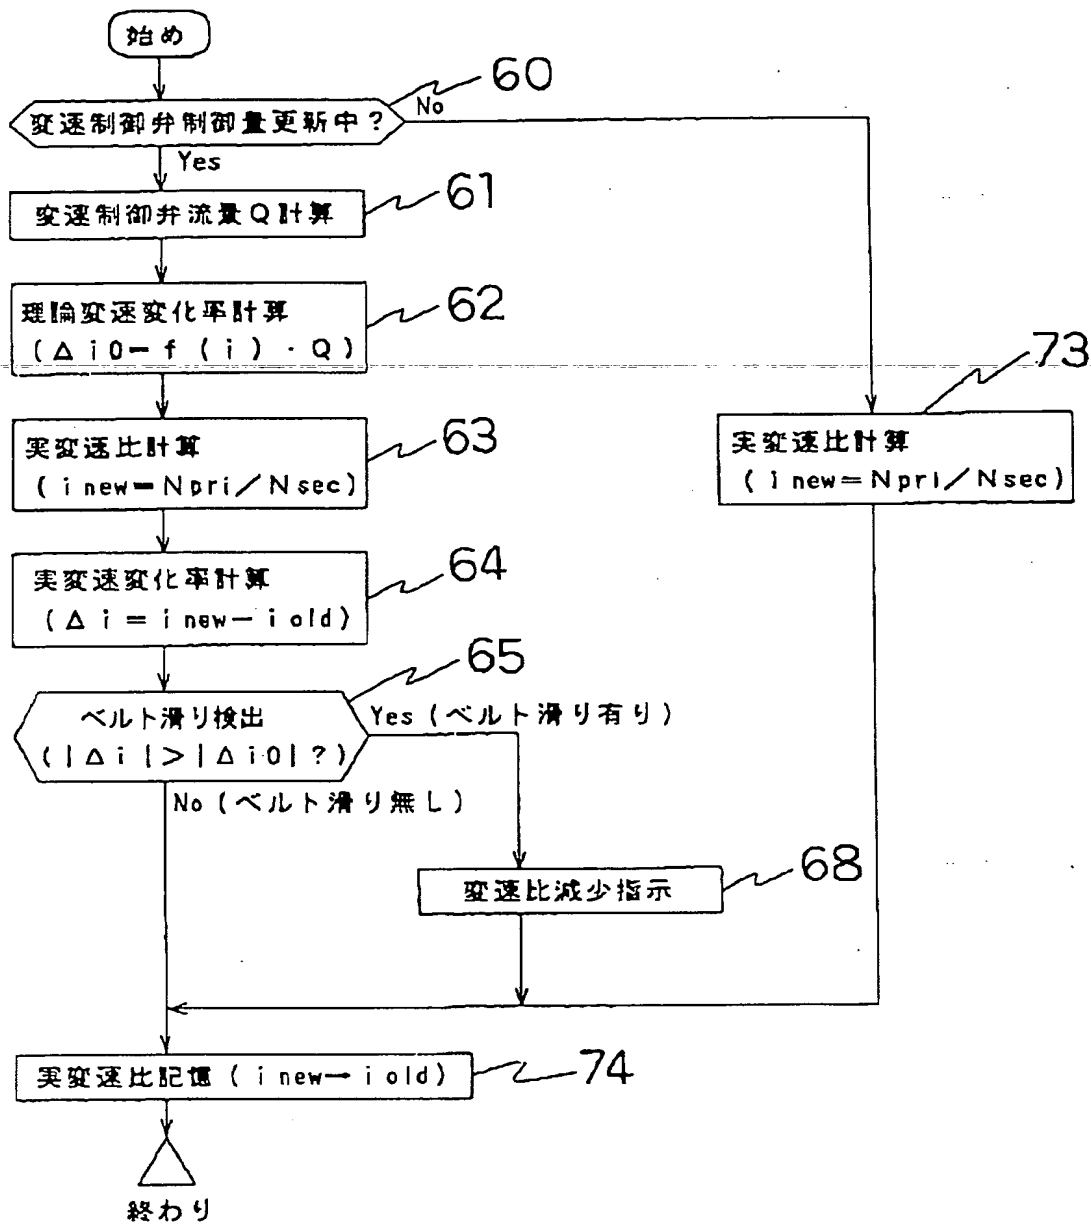 始め
60
変速制御弁制御量更新中?
No
Yes
61
変速制御弁流量Q計算
62
理論変速変化率計算
(Δi0=f(i)・Q)
73
63
実変速比計算
(inew=Npri/Nsec)
実変速比計算
(inew=Npri/Nsec)
64
実変速変化率計算
(Δi=inew-iold)
65
ベルト滑り検出
(|Δi|>|Δi0|?)
Yes(ベルト滑り有り)
No(ベルト滑り無し)
68
変速比減少指示
74
実変速比記憶(inew→iold)
終わり